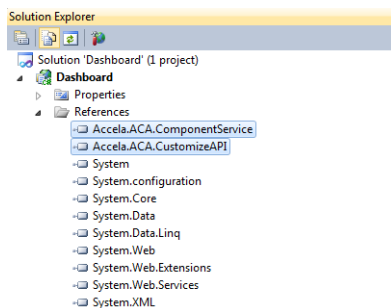 Solution Explorer
Solution 'Dashboard' (1 project)
Dashboard
Properties
References
Accela.ACA.ComponentService
Accela.ACA.CustomizeAPI
System
System.configuration
System.Core
System.Data
System.Data.Linq
System.Web
System.Web.Extensions
System.Web.Services
System.XML